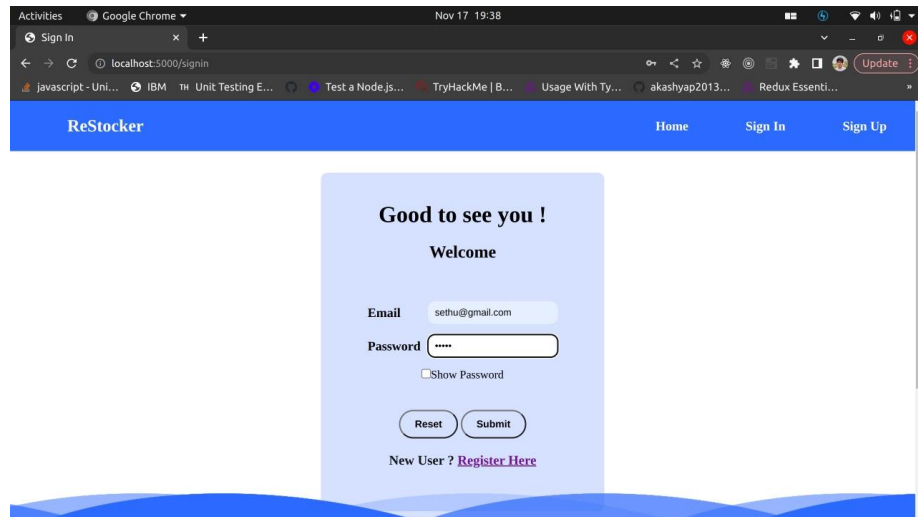 Activities Google Chrome Nov 17 19:38
Sign In
localhost:5000/signin Update
javascript - Uni... IBM TH Unit Testing E... Test a Node.js... TryHackMe | B... Usage With Ty... akashyap2013... Redux Essenti... »
ReStocker Home Sign In Sign Up
Good to see you !
Welcome
Email sethu@gmail.com
Password •••••
Show Password
Reset Submit
New User ? Register Here